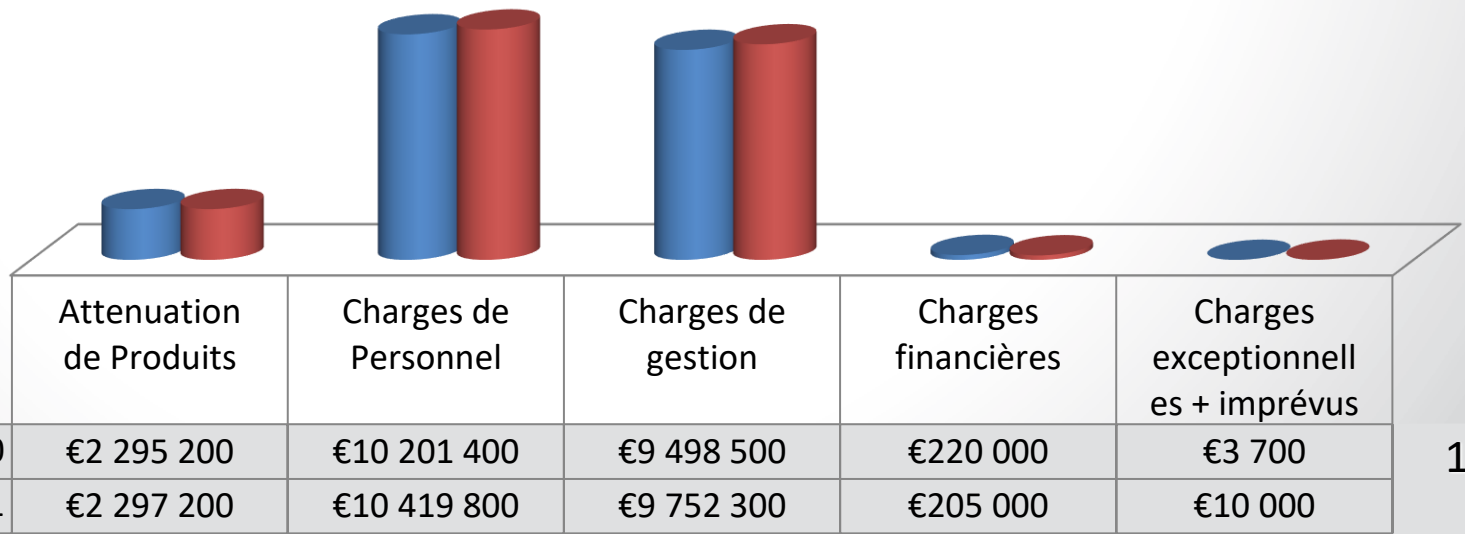 Attenuation
de Produits
Charges de
Personnel
Charges de
gestion
Charges
financières
Charges
exceptionnell
es + imprévus
€2 295 200 €10 201 400 €9 498 500 €220 000 €3 700 1
€2 297 200 €10 419 800 €9 752 300 €205 000 €10 000